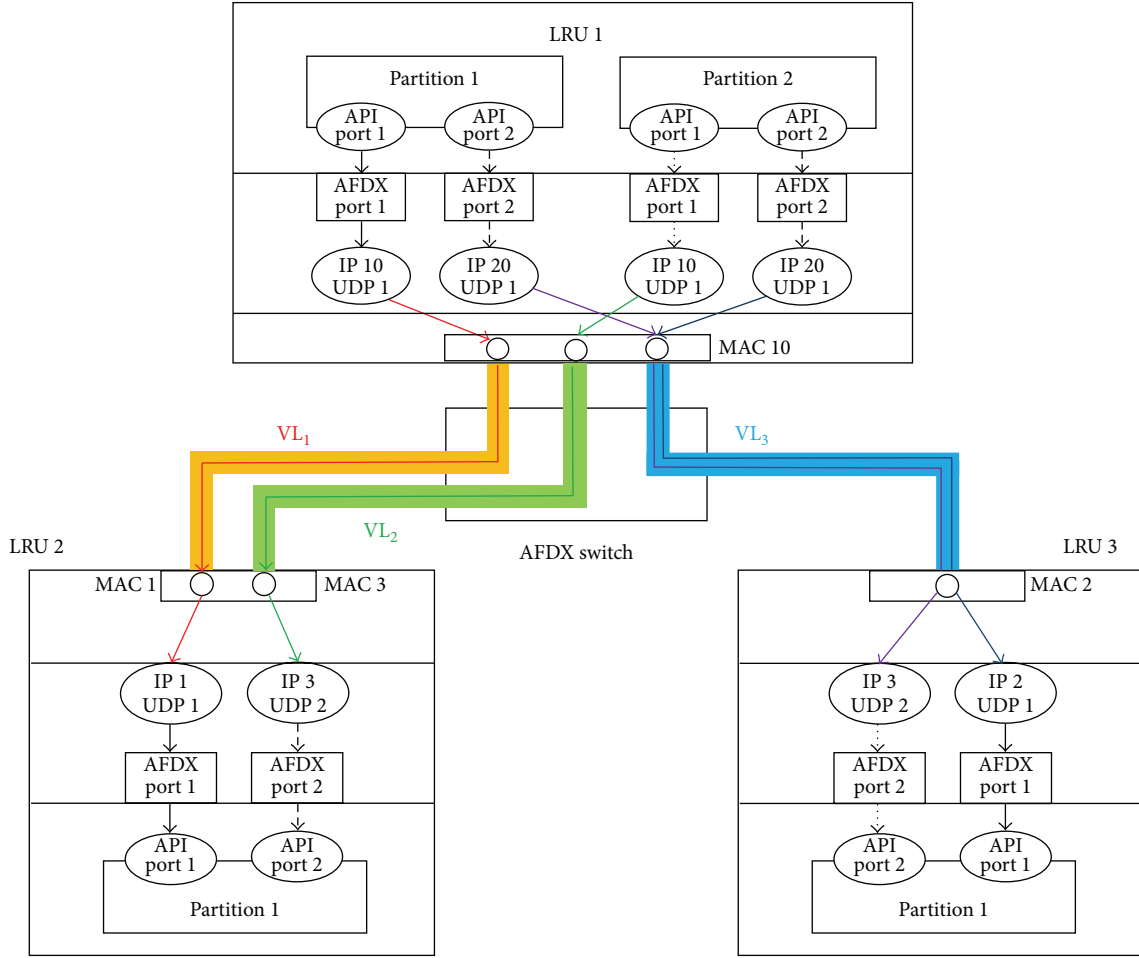 LRU 1
Partition 1
Partition 2
API
port 1
API
port 2
API
port 1
API
port 2
AFDX
port 1
AFDX
port 2
AFDX
port 1
AFDX
port 2
IP 10
UDP 1
IP 20
UDP 1
IP 10
UDP 1
IP 20
UDP 1
MAC 10
VL₁
VL₃
VL₂
AFDX switch
LRU 2
LRU 3
MAC 1
MAC 3
MAC 2
IP 1
UDP 1
IP 3
UDP 2
IP 3
UDP 2
IP 2
UDP 1
AFDX
port 1
AFDX
port 2
AFDX
port 2
AFDX
port 1
API
port 1
API
port 2
API
port 2
API
port 1
Partition 1
Partition 1